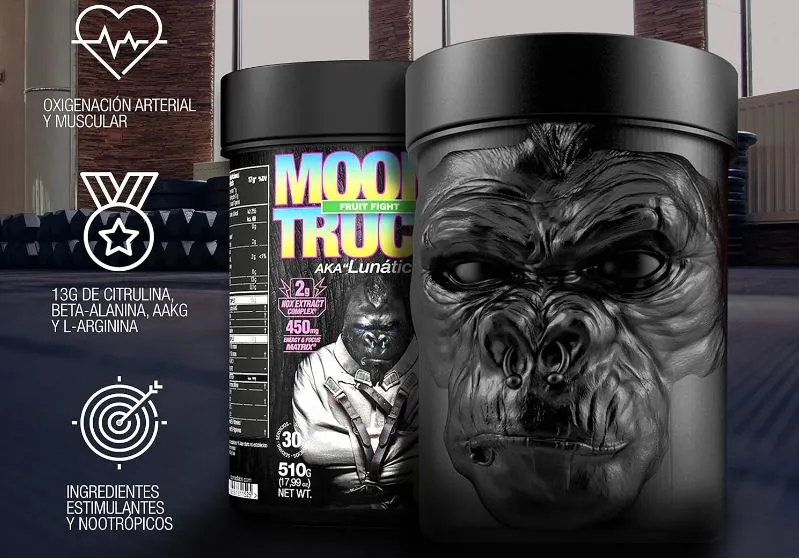 OXIGENACIÓN ARTERIAL
Y MUSCULAR
13G DE CITRULINA,
BETA-ALANINA, AAKG
Y L-ARGININA
INGREDIENTES
ESTIMULANTES
Y NOOTRÓPICOS
MOON
FRUIT FIGHT
TRUC
AKA "Lunátic
2g
NOX EXTRACT
COMPLEX®
450mg
ENERGY & FOCUS
MATRIX®
30
510G
(17,99 oz)
NET WT.